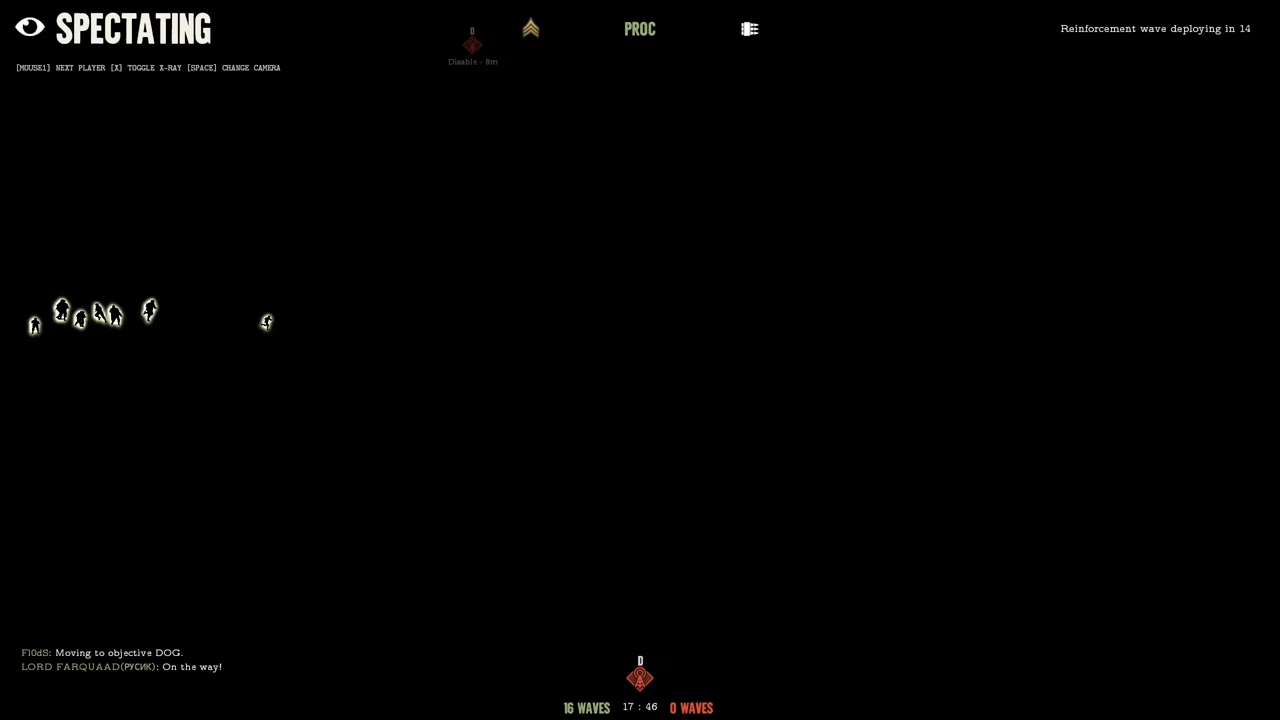 SPECTATING
[MOUSE1] NEXT PLAYER [X] TOGGLE X-RAY [SPACE] CHANGE CAMERA
D
Disable - 8m
PROC
Reinforcement wave deploying in 14
Fl0dS: Moving to objective DOG.
LORD FARQUAAD(РУСИК): On the way!
D
16 WAVES 17 : 46 0 WAVES